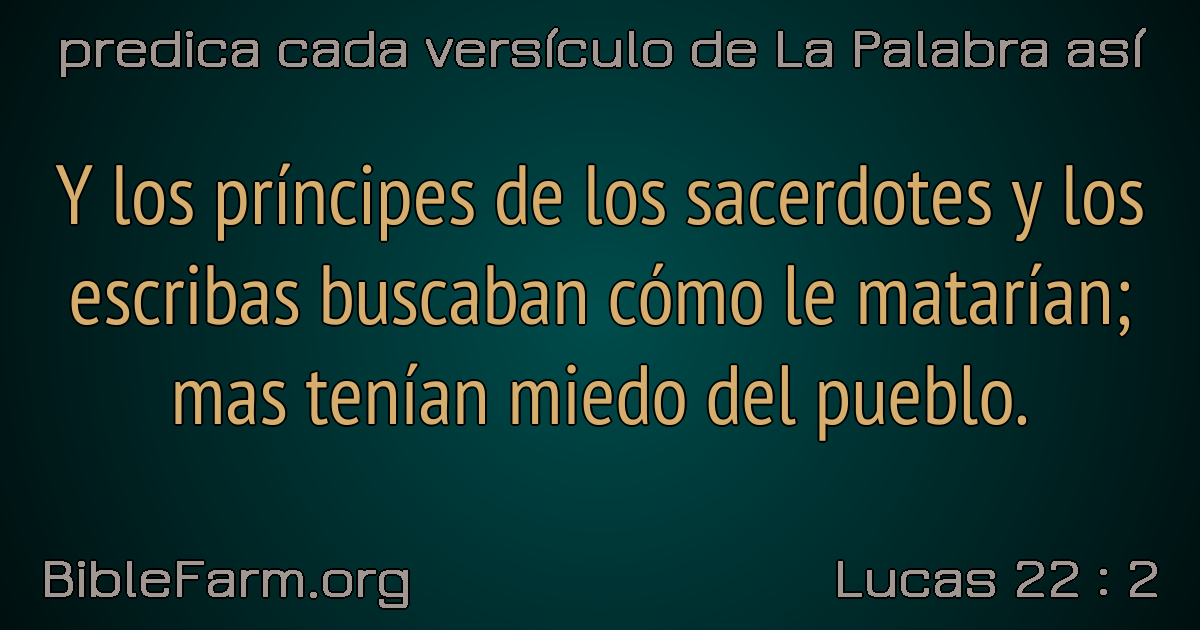 predica cada versículo de La Palabra así
Y los príncipes de los sacerdotes y los
escribas buscaban cómo le matarían;
mas tenían miedo del pueblo.
BibleFarm.org
Lucas 22 : 2